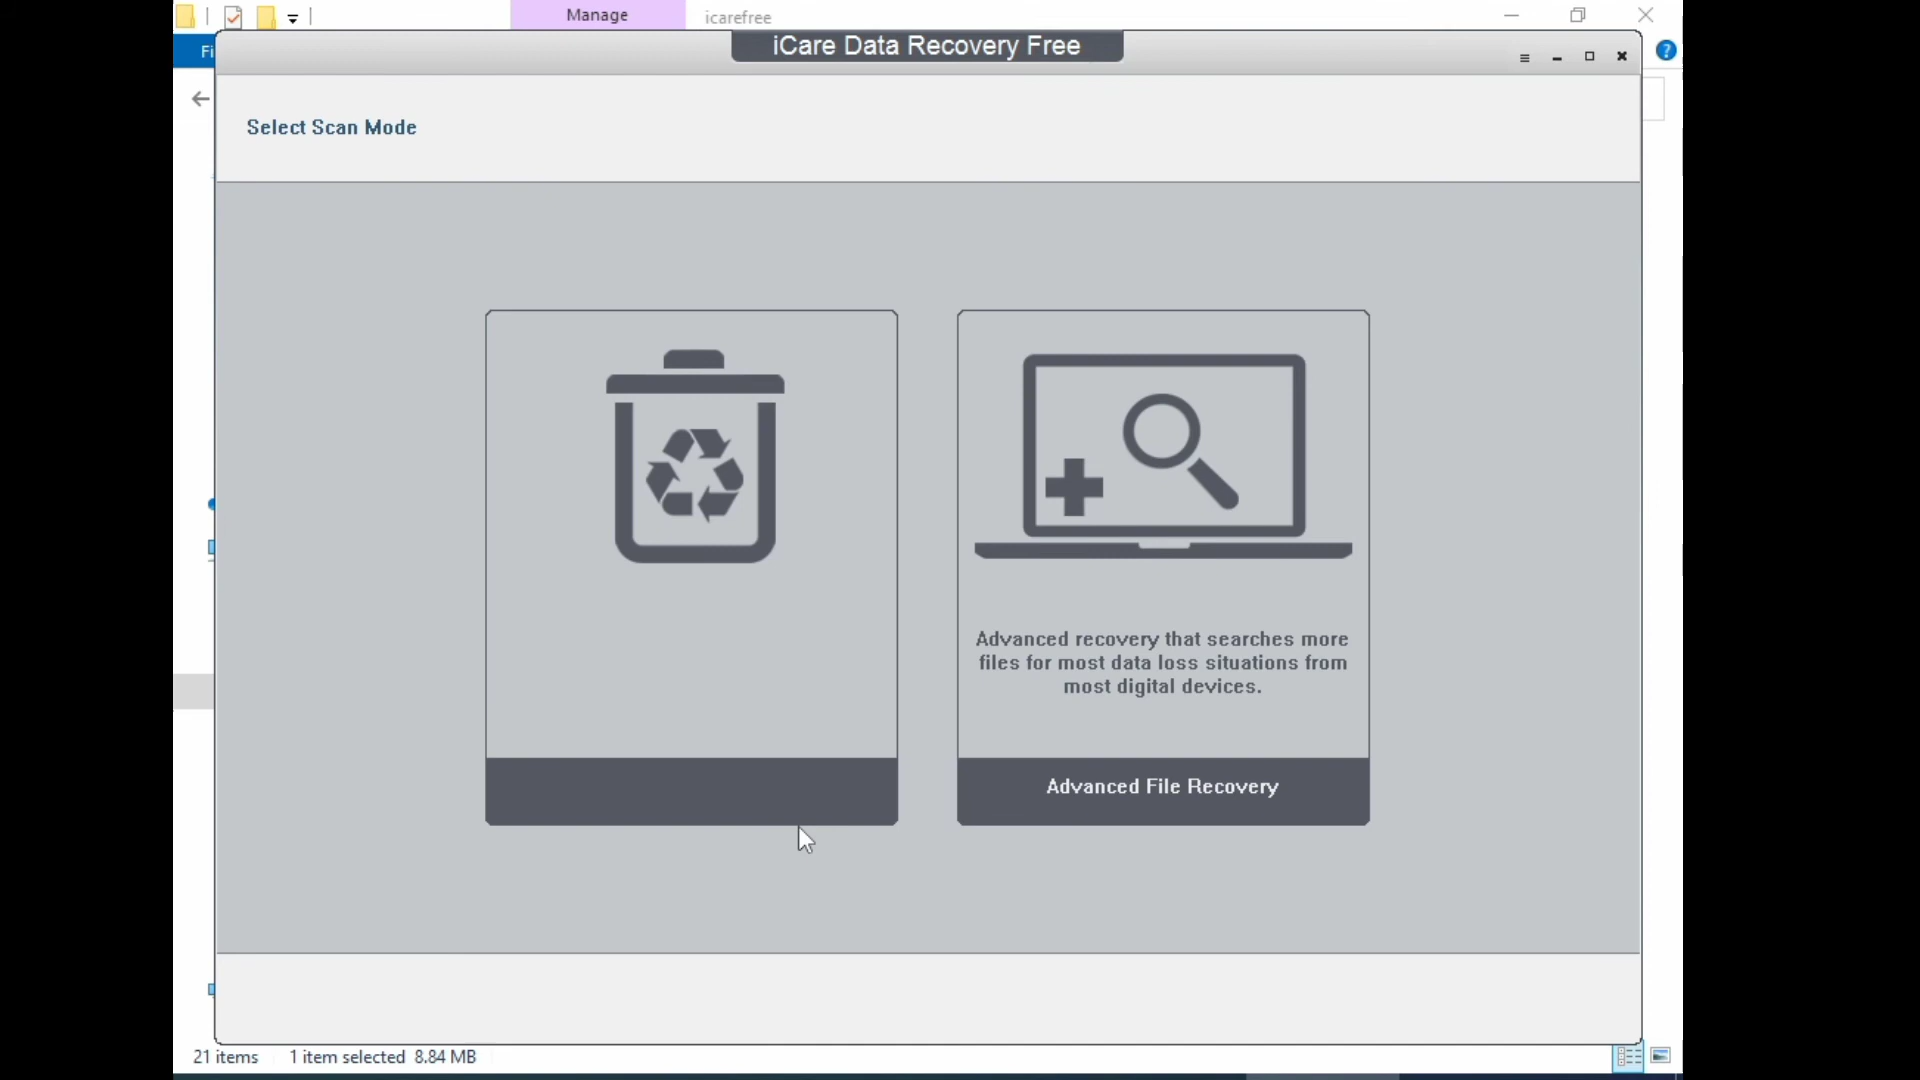 Manage
icarefree
Fi
iCare Data Recovery Free
Select Scan Mode
Advanced recovery that searches more
files for most data loss situations from
most digital devices.
Advanced File Recovery
21 items 1 item selected 8.84 MB